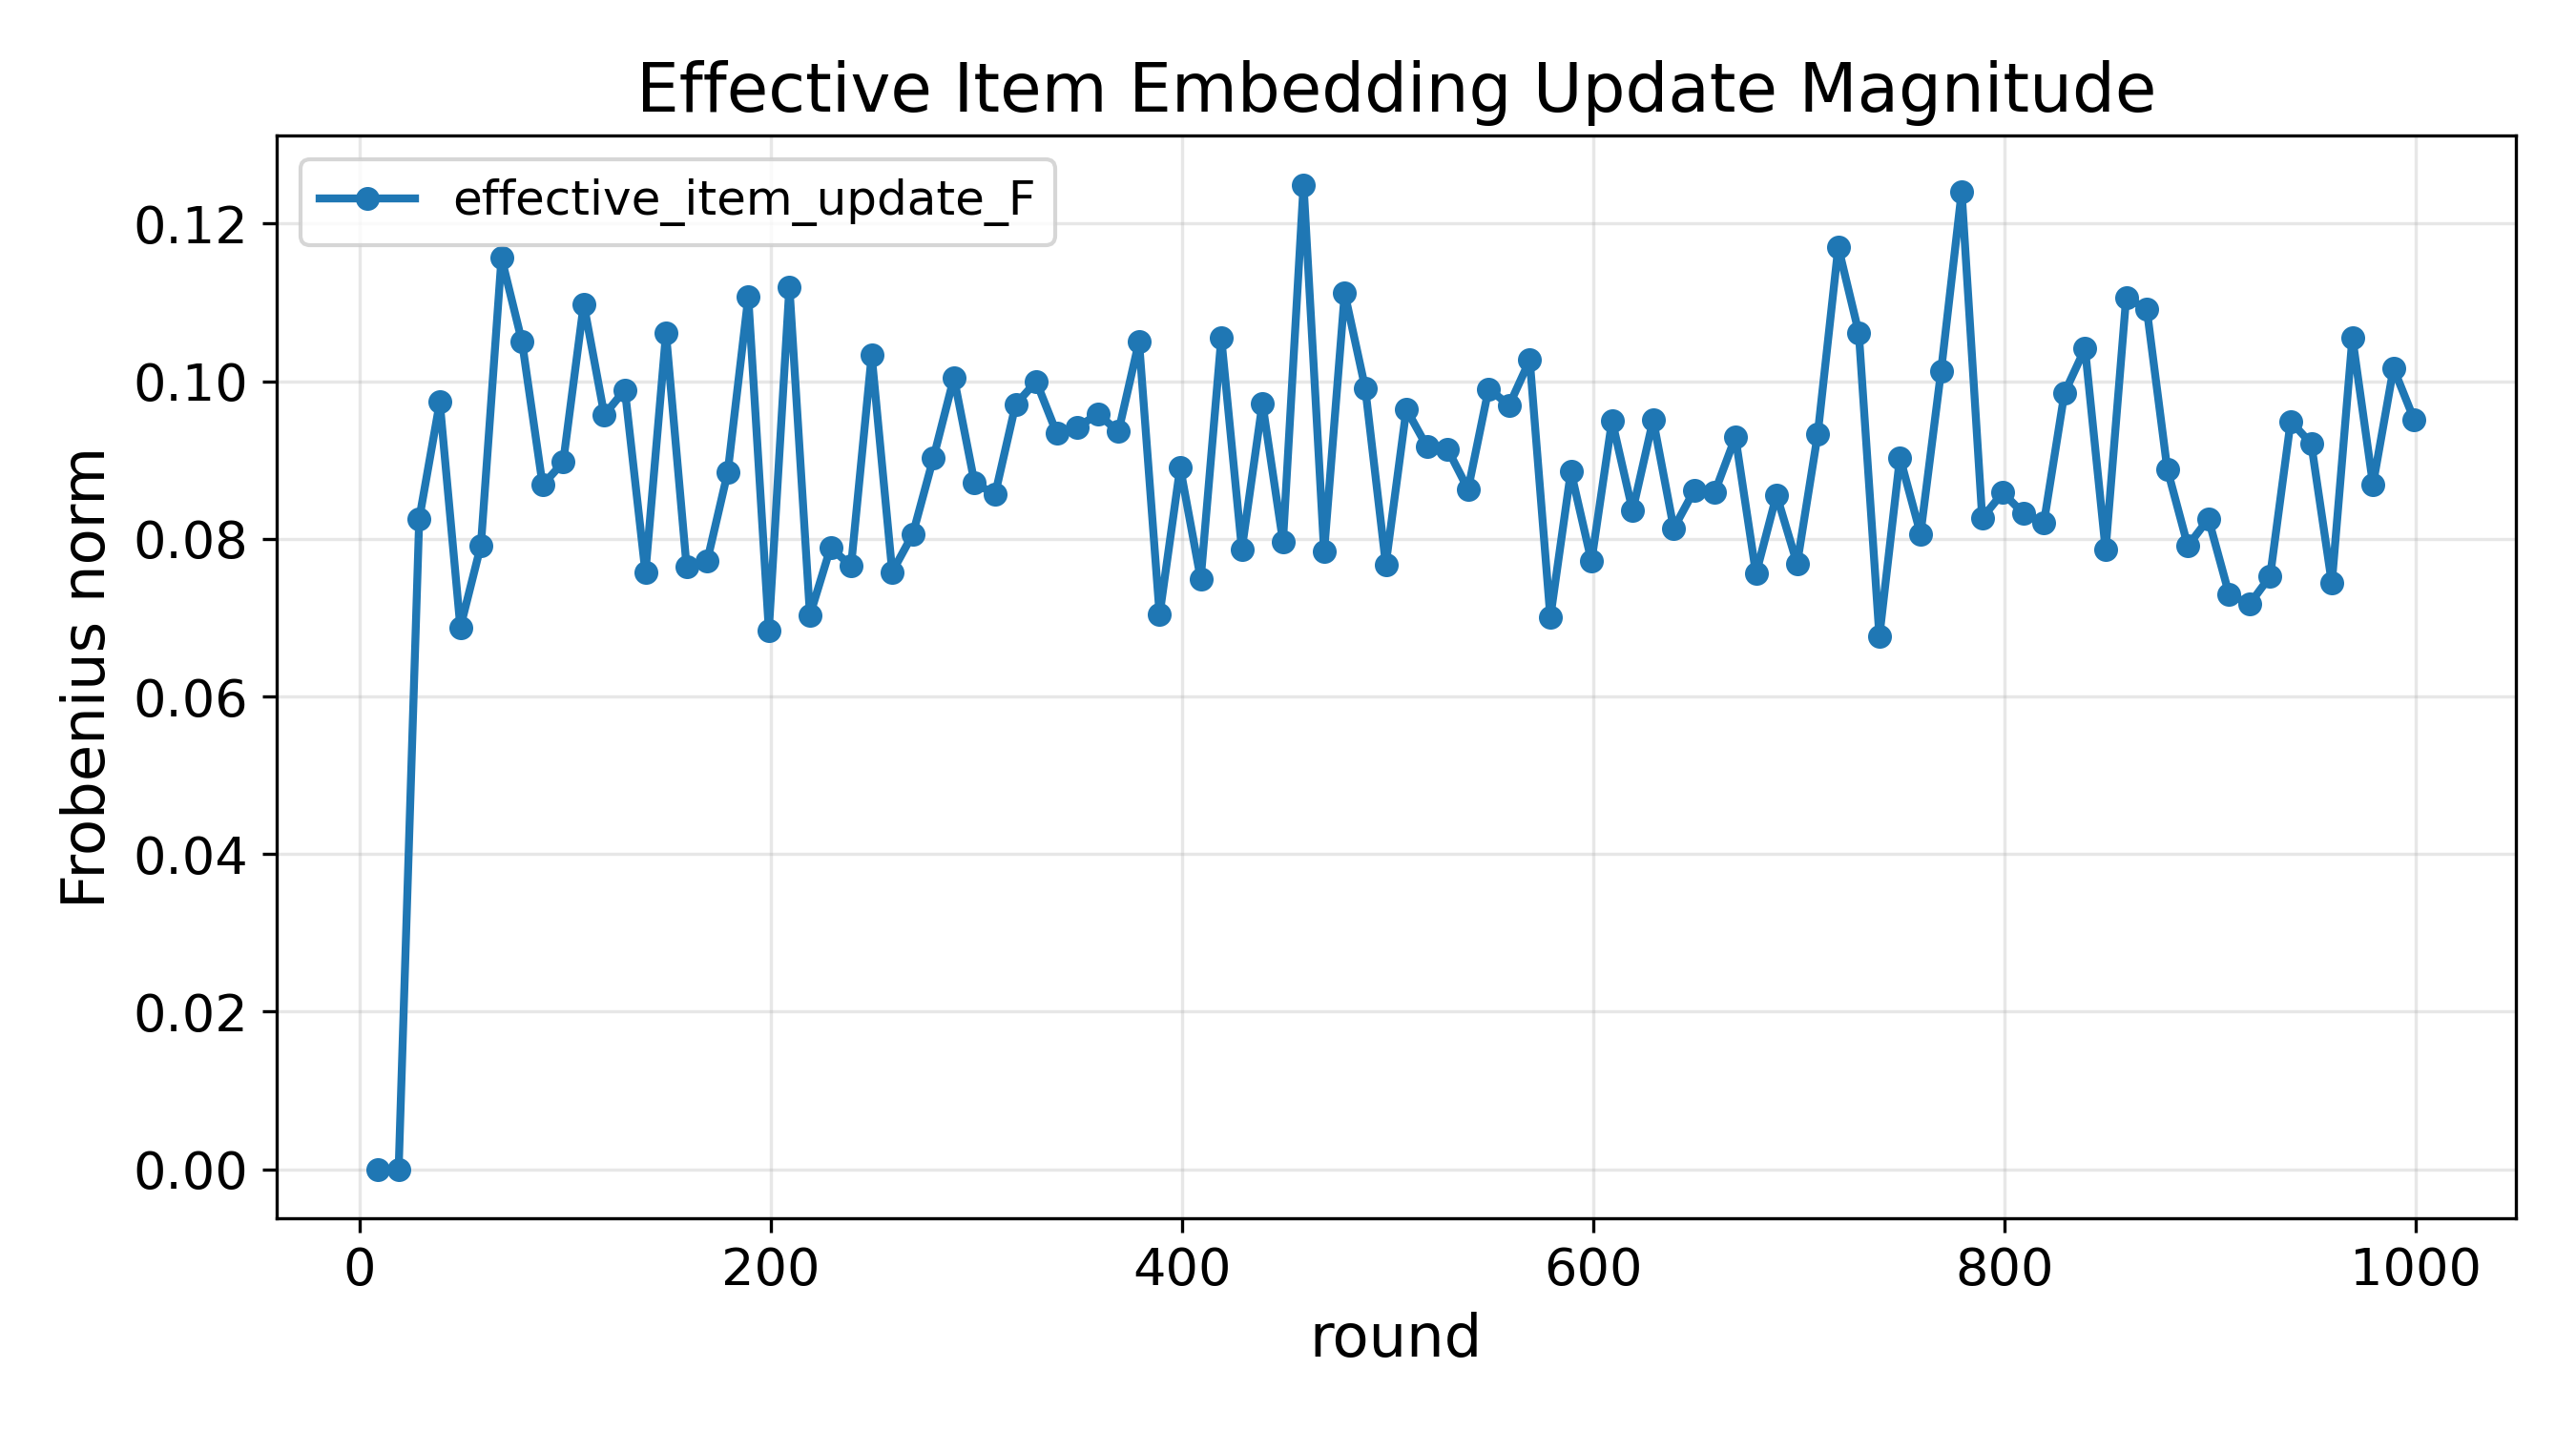 Effective Item Embedding Update Magnitude
effective_item_update_F
Frobenius norm
0.12
0.10
0.08
0.06
0.04
0.02
0.00
0 200 400 600 800 1000
round